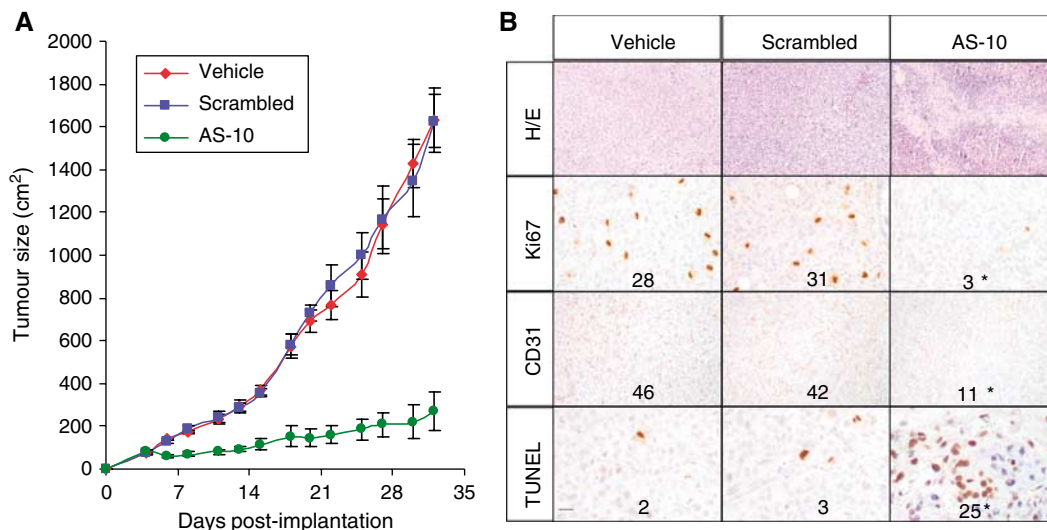 A
Tumour size (cm²)
2000
1800
1600
1400
1200
1000
800
600
400
200
0
Vehicle
Scrambled
AS-10
0 7 14 21 28 35
Days post-implantation
B
Vehicle Scrambled AS-10
H/E
Ki67
28 31 3 *
CD31
46 42 11 *
TUNEL
2 3 25*